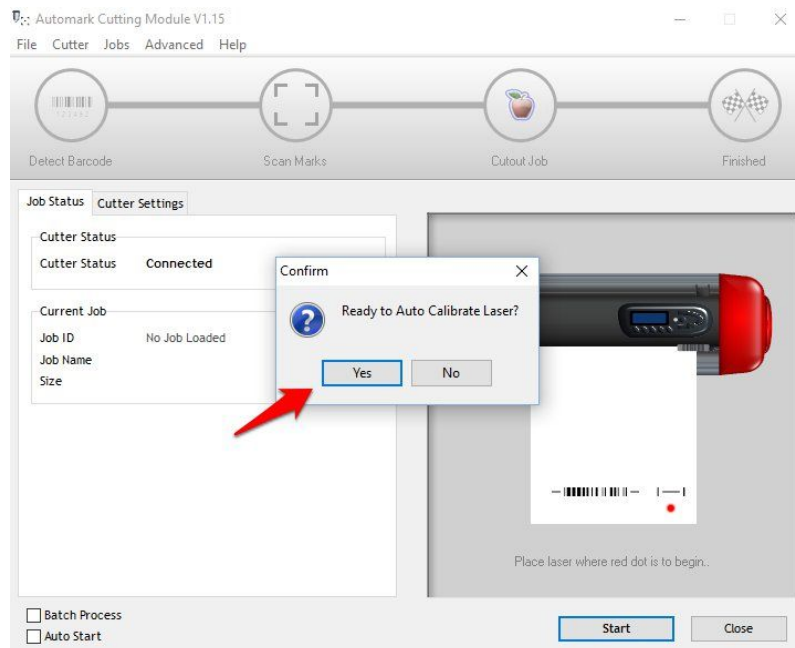 Automark Cutting Module V1.15
File Cutter Jobs Advanced Help
Detect Barcode
Scan Marks
Cutout Job
Finished
Job Status
Cutter Settings
Cutter Status
Cutter Status Connected
Current Job
Job ID No Job Loaded
Job Name
Size
Confirm
Ready to Auto Calibrate Laser?
Yes
No
Place laser where red dot is to begin..
Batch Process
Auto Start
Start
Close